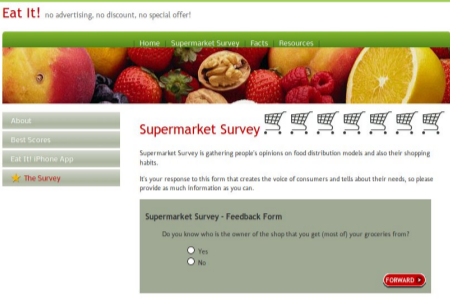 Eat It! no advertising, no discount, no special offer!
Home Supermarket Survey Facts Resources
About
Best Scores
Eat It! iPhone App
The Survey
Supermarket Survey
Supermarket Survey is gathering people's opinions on food distribution models and also their shopping
habits.
It's your response to this form that creates the voice of consumers and tells about their needs, so please
provide as much information as you can.
Supermarket Survey - Feedback Form
Do you know who is the owner of the shop that you get (most of) your groceries from?
Yes
No
FORWARD >